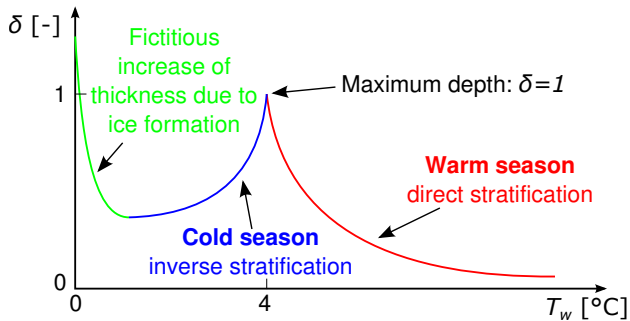 δ [-]
Fictitious
increase of
thickness due to
ice formation
1
Maximum depth: δ=1
Warm season
direct stratification
Cold season
inverse stratification
0
0
4
T_w [°C]